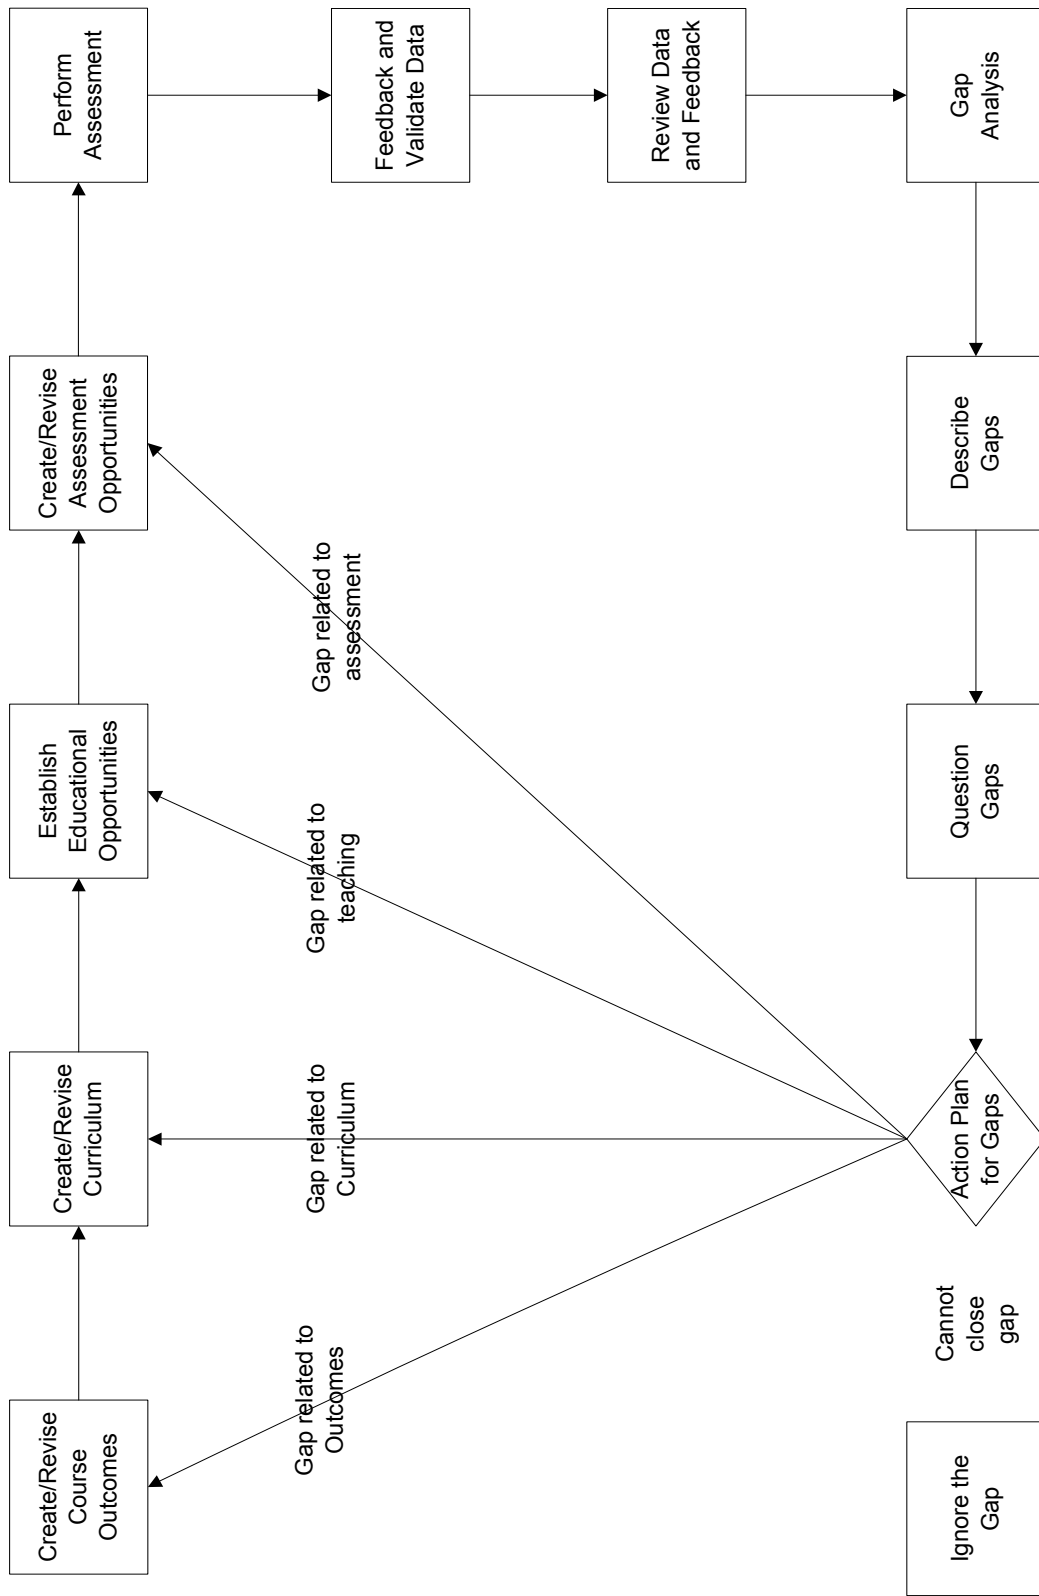 Create/Revise
Course
Outcomes
Create/Revise
Curriculum
Establish
Educational
Opportunities
Create/Revise
Assessment
Opportunities
Perform
Assessment
Feedback and
Validate Data
Review Data
and Feedback
Gap
Analysis
Describe
Gaps
Question
Gaps
Action Plan
for Gaps
Gap related to
Outcomes
Gap related to
Curriculum
Gap related to
teaching
Gap related to
assessment
Cannot
close
gap
Ignore the
Gap